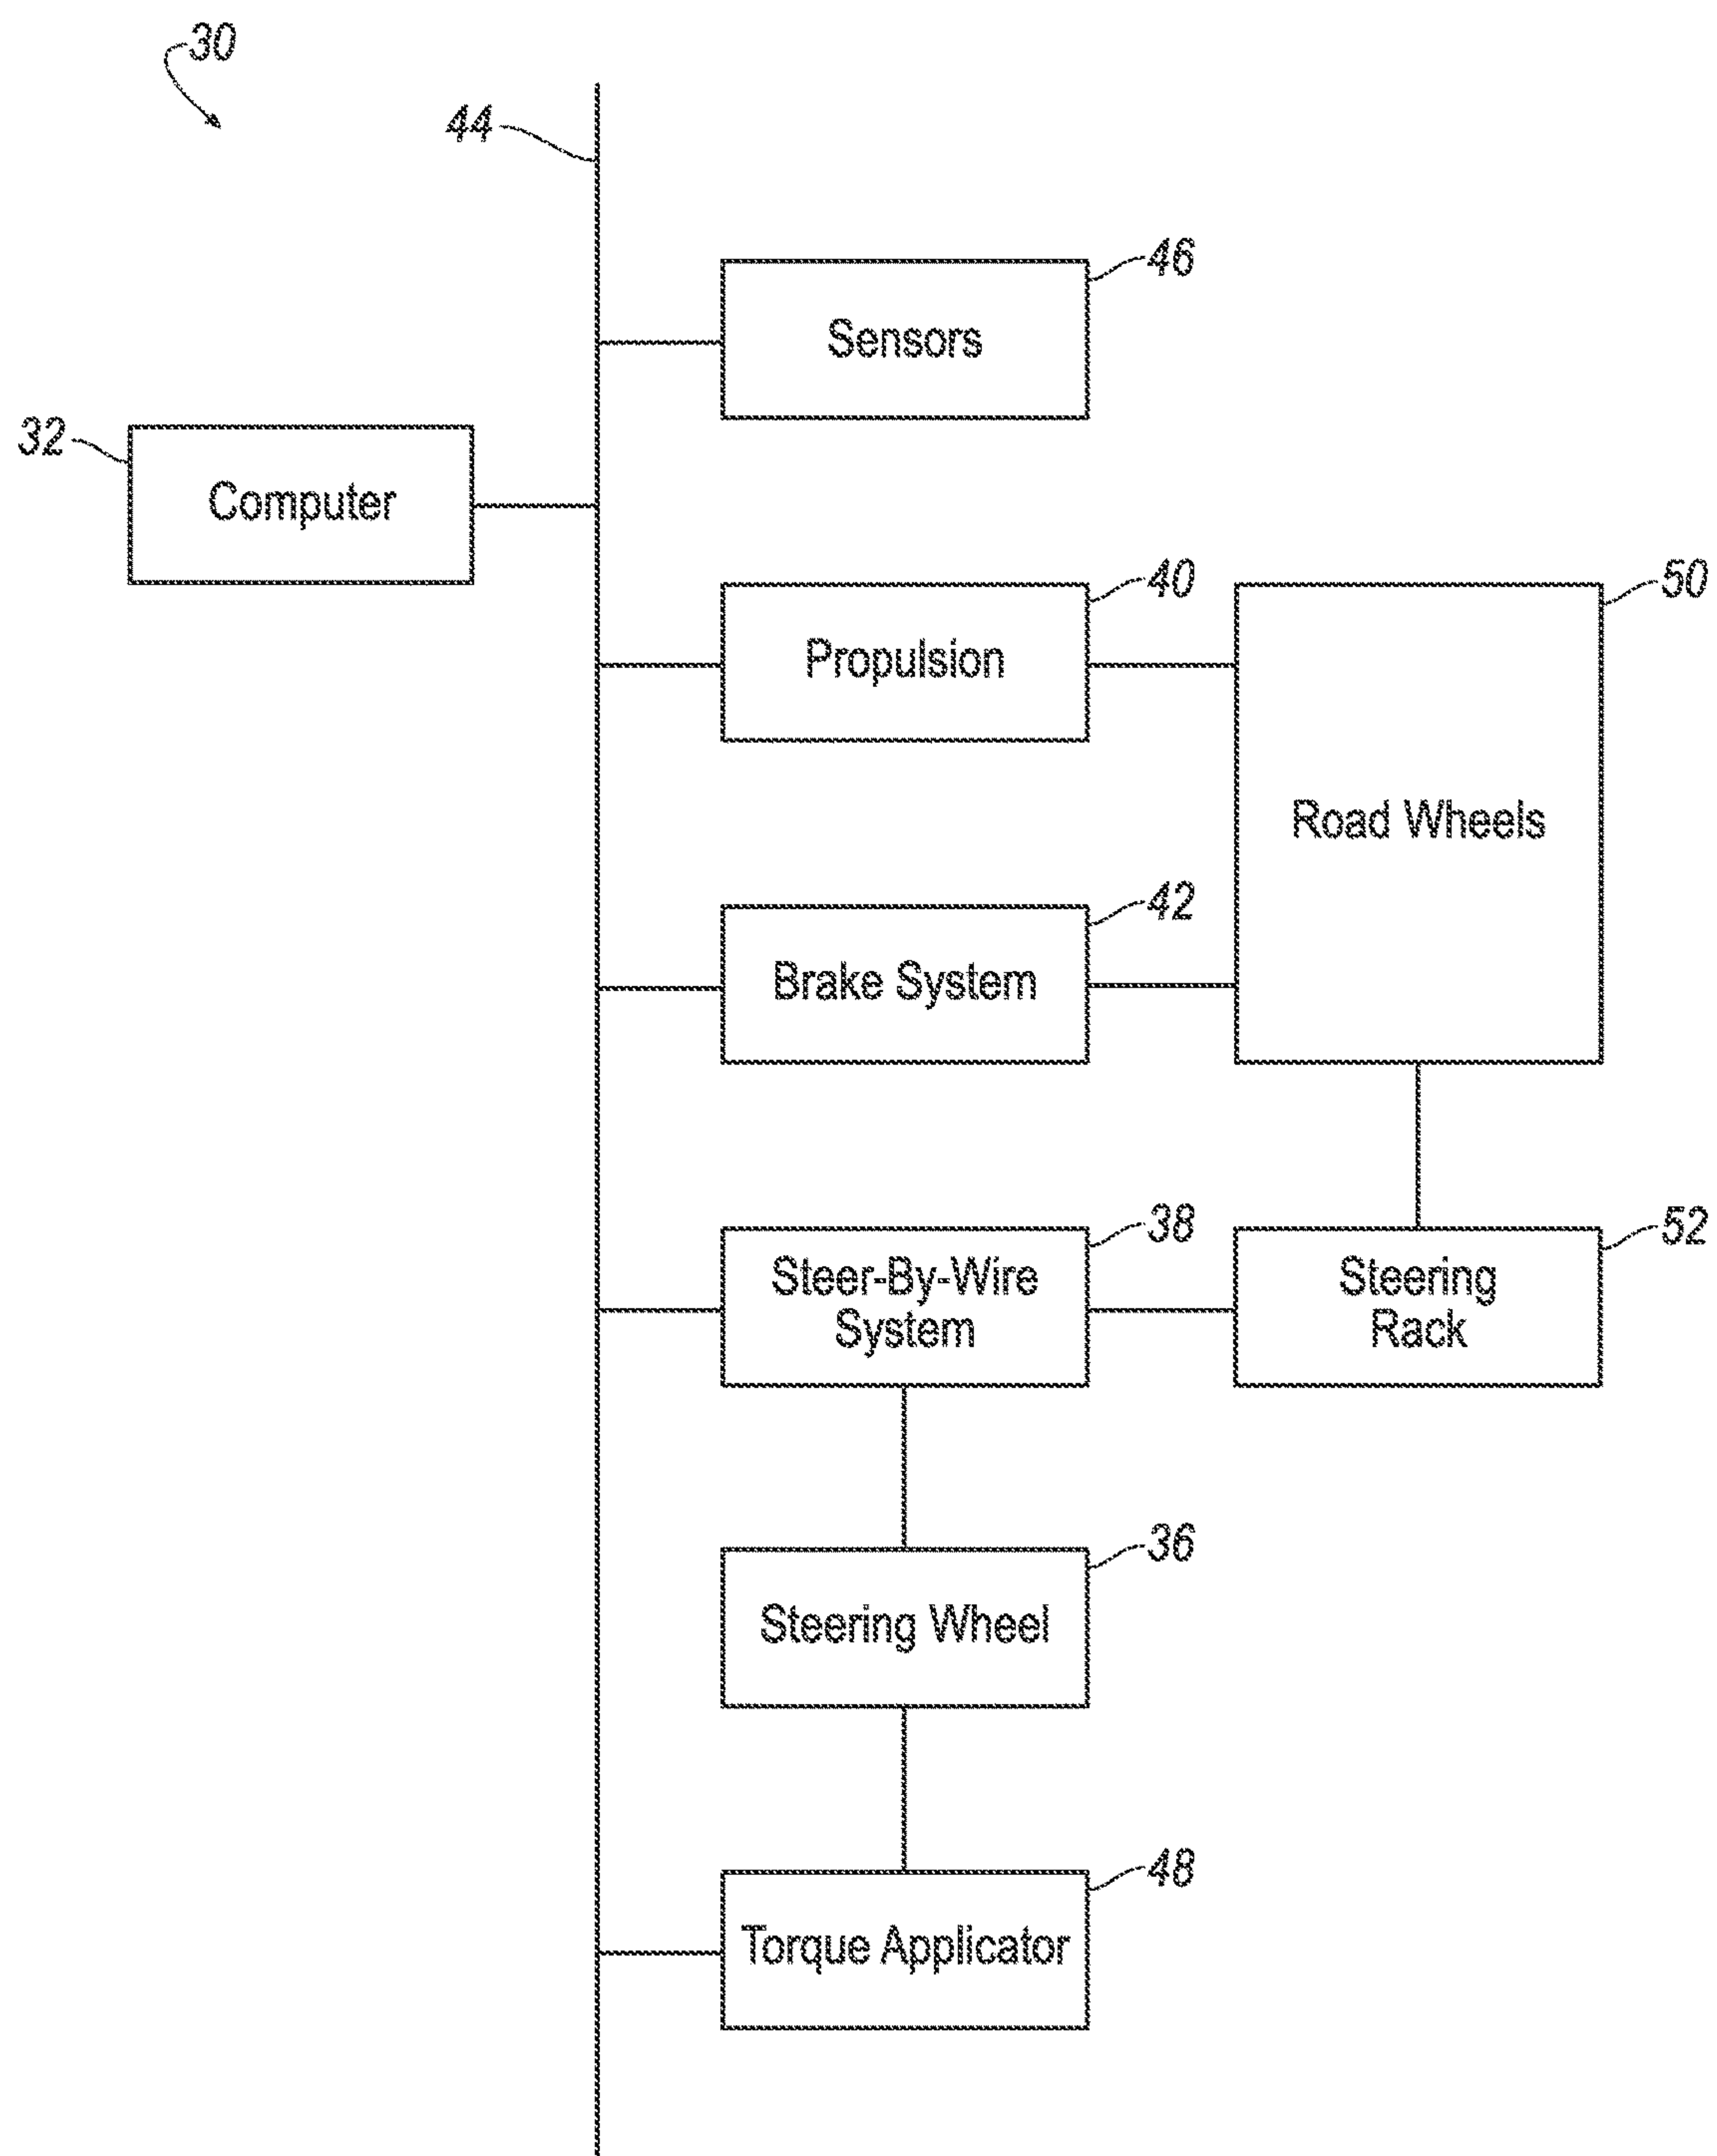 30
44
46
Sensors
32
Computer
40
50
Propulsion
Road Wheels
42
Brake System
38
52
Steer-By-Wire
System
Steering
Rack
36
Steering Wheel
48
Torque Applicator